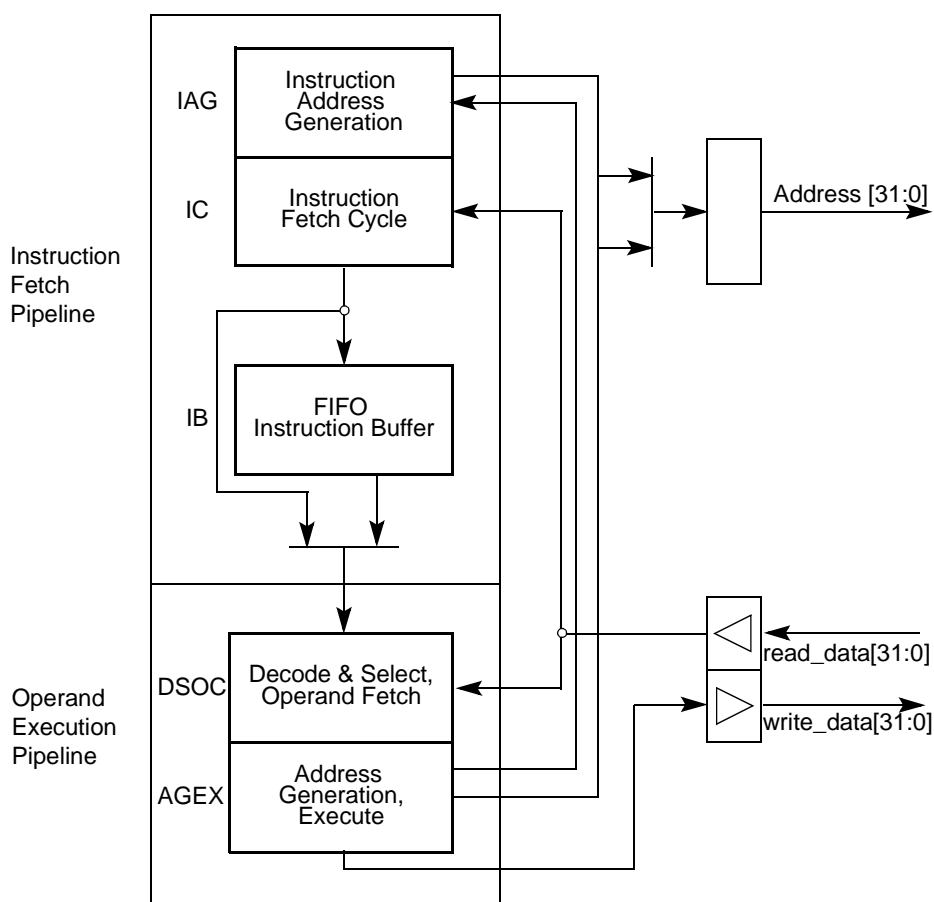 IAG
Instruction
Address
Generation
IC
Instruction
Fetch Cycle
Address [31:0]
Instruction
Fetch
Pipeline
IB
FIFO
Instruction Buffer
DSOC
Decode & Select,
Operand Fetch
read_data[31:0]
Operand
Execution
Pipeline
write_data[31:0]
AGEX
Address
Generation,
Execute